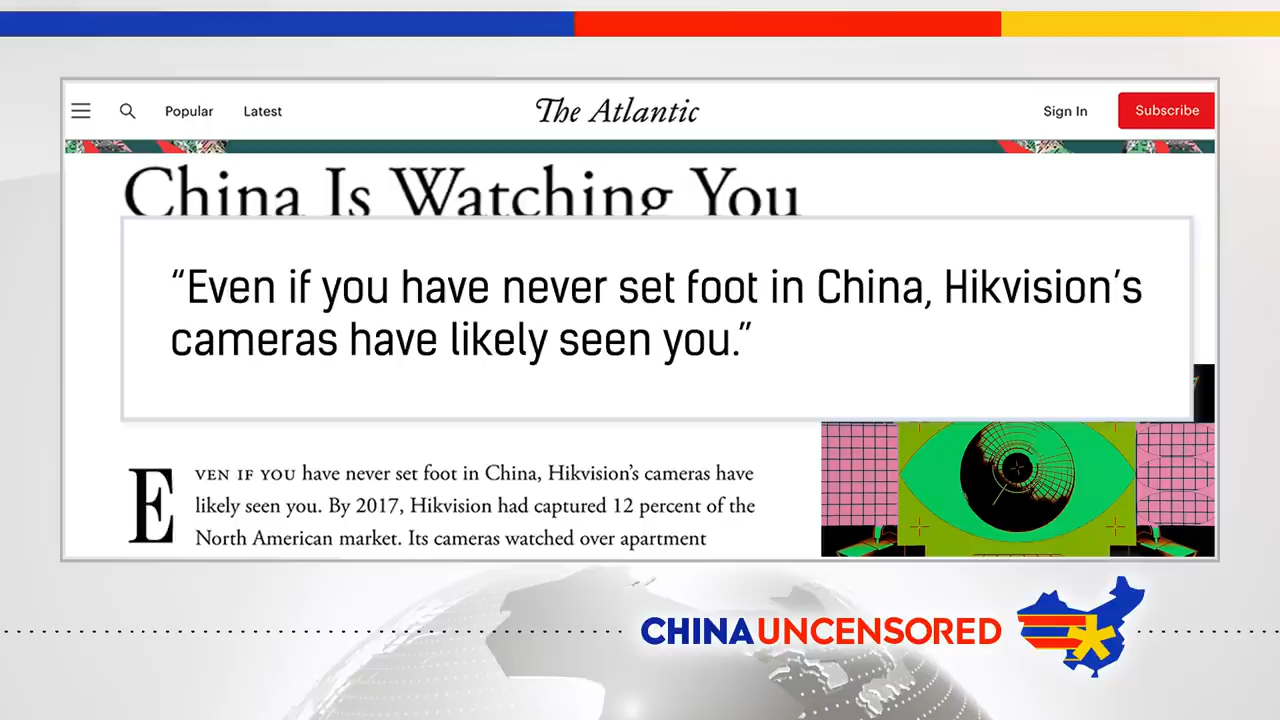 Popular Latest The Atlantic Sign In Subscribe
China Is Watching You
“Even if you have never set foot in China, Hikvision’s
cameras have likely seen you.”
EVEN IF YOU have never set foot in China, Hikvision’s cameras have
likely seen you. By 2017, Hikvision had captured 12 percent of the
North American market. Its cameras watched over apartment
CHINA UNCENSORED